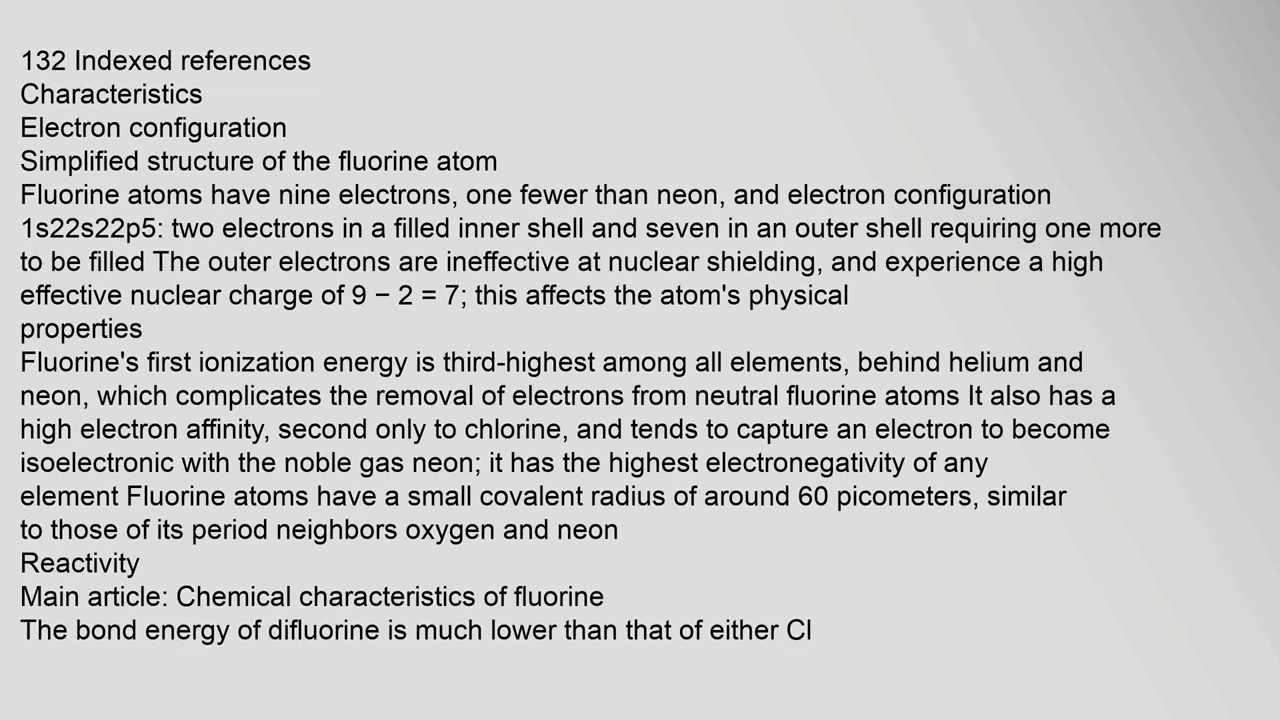 132 Indexed references
Characteristics
Electron configuration
Simplified structure of the fluorine atom
Fluorine atoms have nine electrons, one fewer than neon, and electron configuration
1s22s22p5: two electrons in a filled inner shell and seven in an outer shell requiring one more
to be filled The outer electrons are ineffective at nuclear shielding, and experience a high
effective nuclear charge of 9 − 2 = 7; this affects the atom's physical
properties
Fluorine's first ionization energy is third-highest among all elements, behind helium and
neon, which complicates the removal of electrons from neutral fluorine atoms It also has a
high electron affinity, second only to chlorine, and tends to capture an electron to become
isoelectronic with the noble gas neon; it has the highest electronegativity of any
element Fluorine atoms have a small covalent radius of around 60 picometers, similar
to those of its period neighbors oxygen and neon
Reactivity
Main article: Chemical characteristics of fluorine
The bond energy of difluorine is much lower than that of either Cl